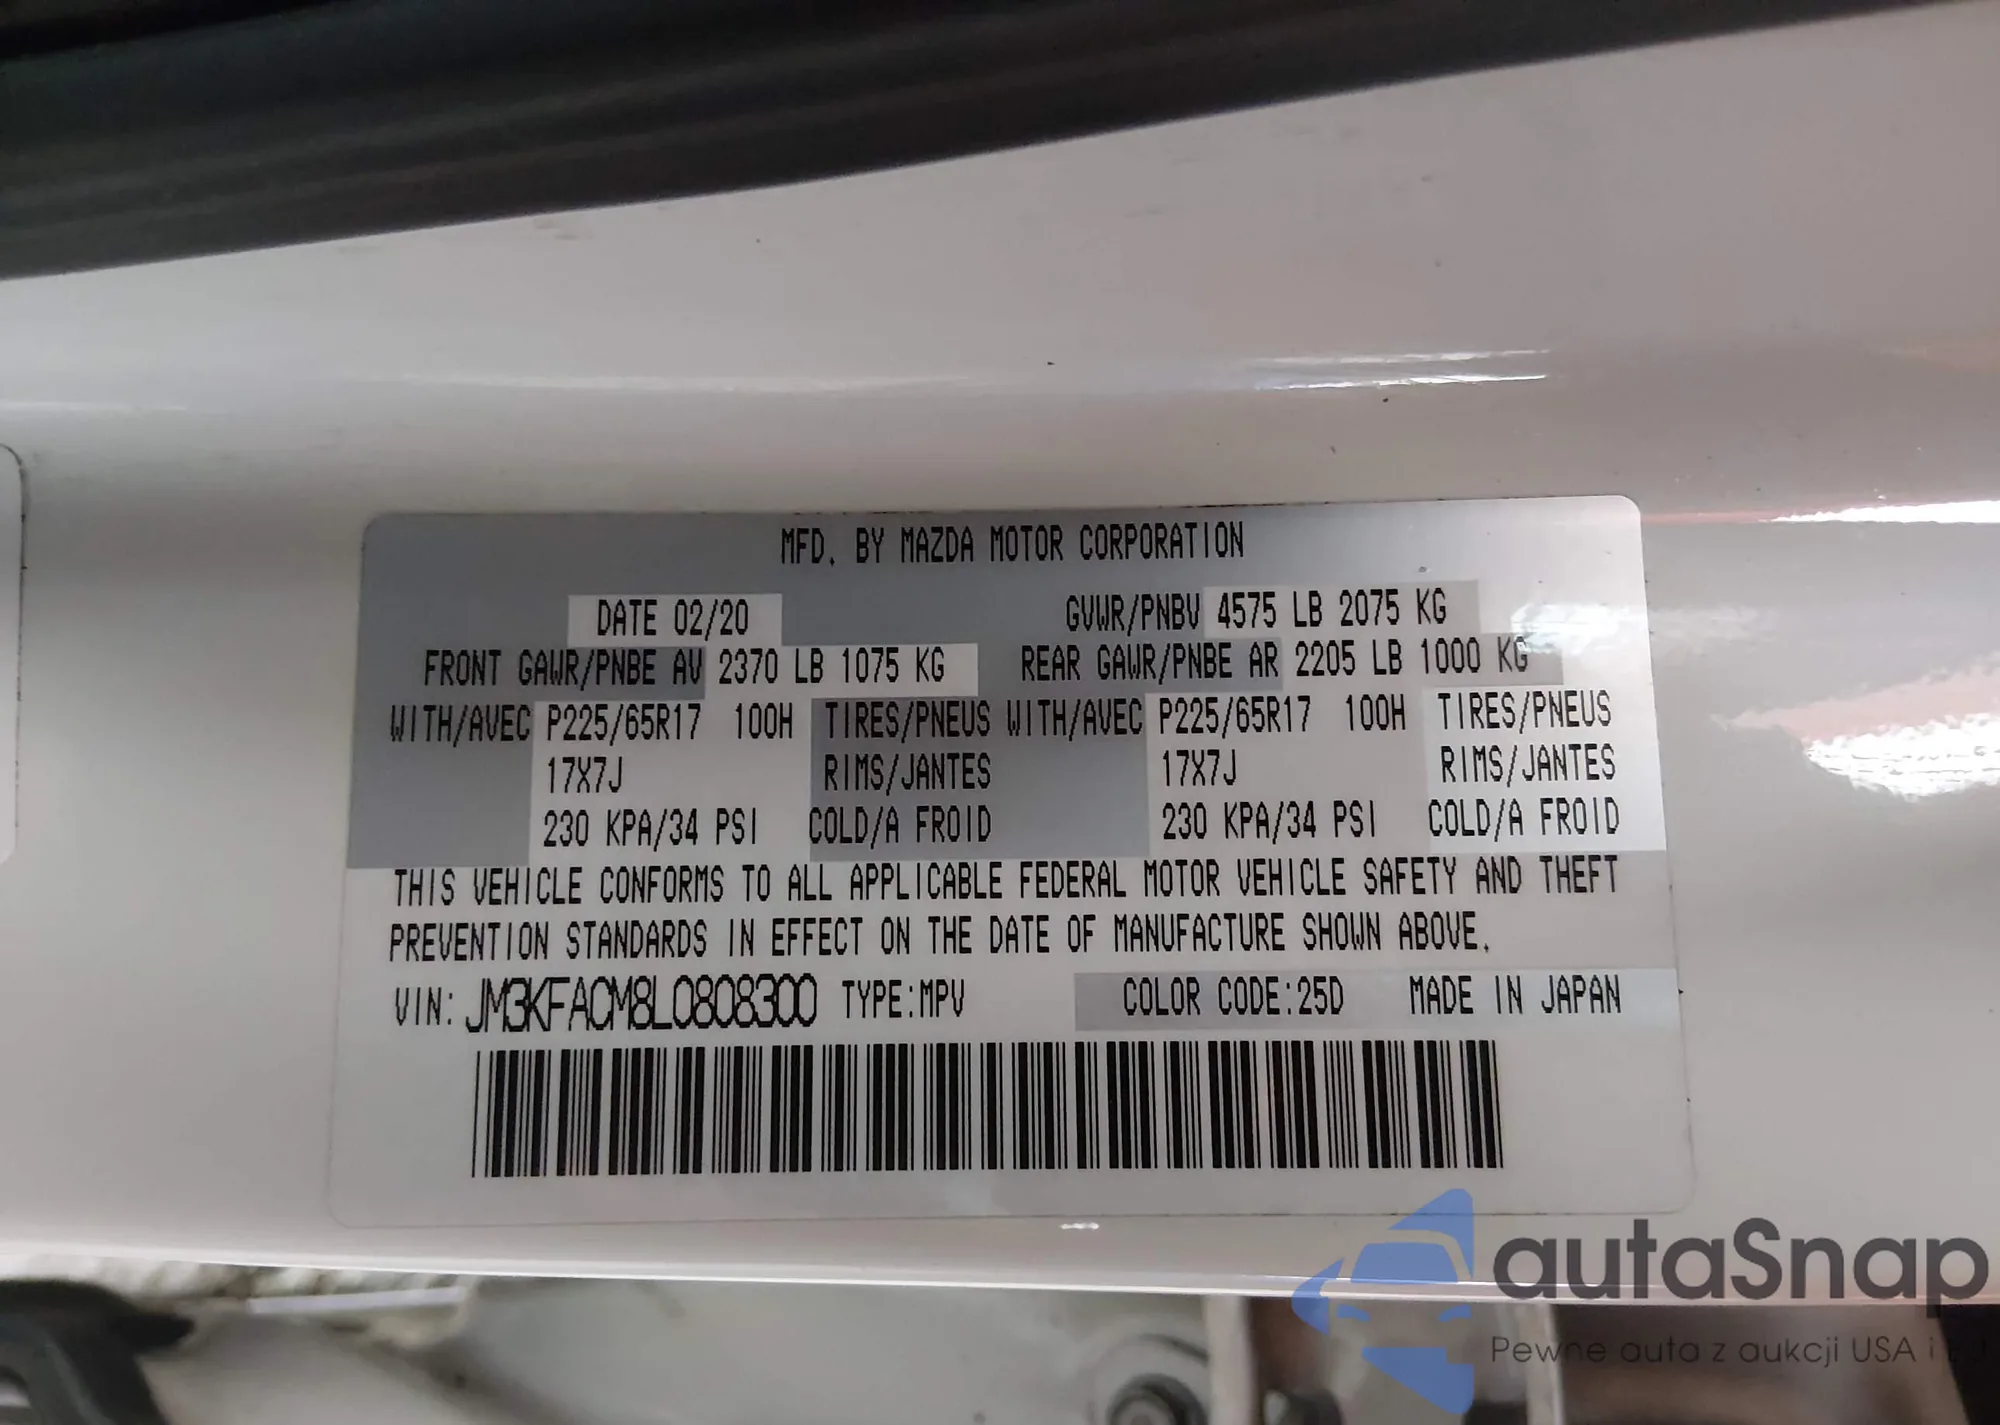 MFD. BY MAZDA MOTOR CORPORATION
DATE 02/20 GVWR/PNBV 4575 LB 2075 KG
FRONT GAWR/PNBE AV 2370 LB 1075 KG REAR GAWR/PNBE AR 2205 LB 1000 KG
WITH/AVEC P225/65R17 100H TIRES/PNEUS WITH/AVEC P225/65R17 100H TIRES/PNEUS
17X7J RIMS/JANTES 17X7J RIMS/JANTES
230 KPA/34 PSI COLD/A FROID 230 KPA/34 PSI COLD/A FROID
THIS VEHICLE CONFORMS TO ALL APPLICABLE FEDERAL MOTOR VEHICLE SAFETY AND THEFT
PREVENTION STANDARDS IN EFFECT ON THE DATE OF MANUFACTURE SHOWN ABOVE.
VIN: JM3KFACM8L0808300 TYPE:MPV COLOR CODE:25D MADE IN JAPAN
autaSnap
Pewne auta z aukcji USA i